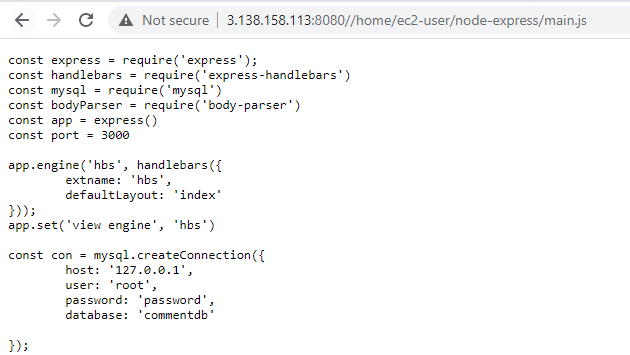 Not secure | 3.138.158.113:8080//home/ec2-user/node-express/main.js
const express = require('express');
const handlebars = require('express-handlebars')
const mysql = require('mysql')
const bodyParser = require('body-parser')
const app = express()
const port = 3000

app.engine('hbs', handlebars({
        extname: 'hbs',
        defaultLayout: 'index'
}));
app.set('view engine', 'hbs')

const con = mysql.createConnection({
        host: '127.0.0.1',
        user: 'root',
        password: 'password',
        database: 'commentdb'

});